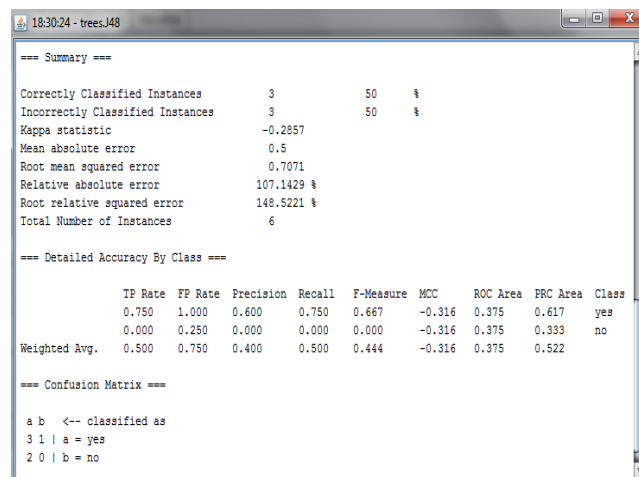 18:30:24 - trees.J48
=== Summary ===
Correctly Classified Instances 3 50 %
Incorrectly Classified Instances 3 50 %
Kappa statistic -0.2857
Mean absolute error 0.5
Root mean squared error 0.7071
Relative absolute error 107.1429 %
Root relative squared error 148.5221 %
Total Number of Instances 6
=== Detailed Accuracy By Class ===
TP Rate FP Rate Precision Recall F-Measure MCC ROC Area PRC Area Class
0.750 1.000 0.600 0.750 0.667 -0.316 0.375 0.617 yes
0.000 0.250 0.000 0.000 0.000 -0.316 0.375 0.333 no
Weighted Avg. 0.500 0.750 0.400 0.500 0.444 -0.316 0.375 0.522
=== Confusion Matrix ===
a b <-- classified as
3 1 | a = yes
2 0 | b = no